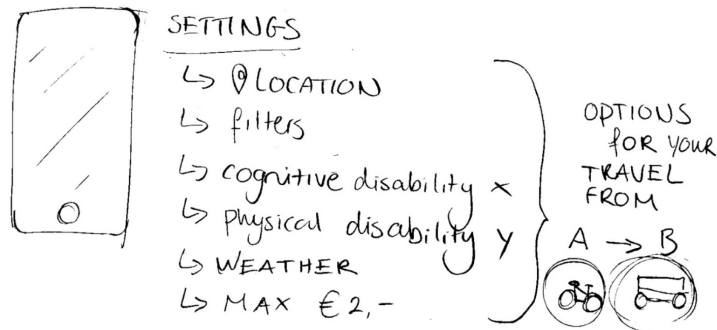 SETTINGS
↳ LOCATION
↳ filters
↳ cognitive disability x
↳ physical disability y
↳ WEATHER
↳ MAX €2,-
OPTIONS
for YOUR
TRAVEL
FROM
A → B